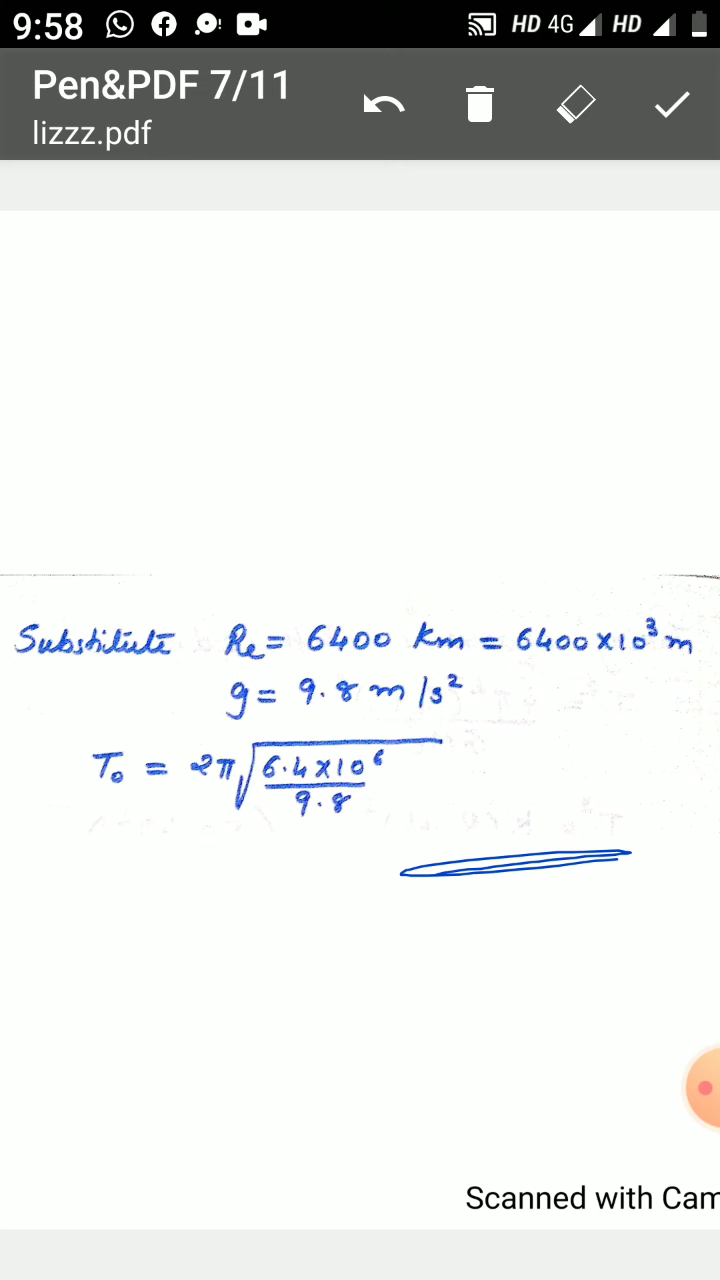 9:58 HD 4G HD
Pen&PDF 7/11
lizzz.pdf
Substitute Re = 6400 km = 6400×10³ m
g = 9.8 m/s²
T₀ = 2π√(6.4×10⁶/9.8)
Scanned with Cam